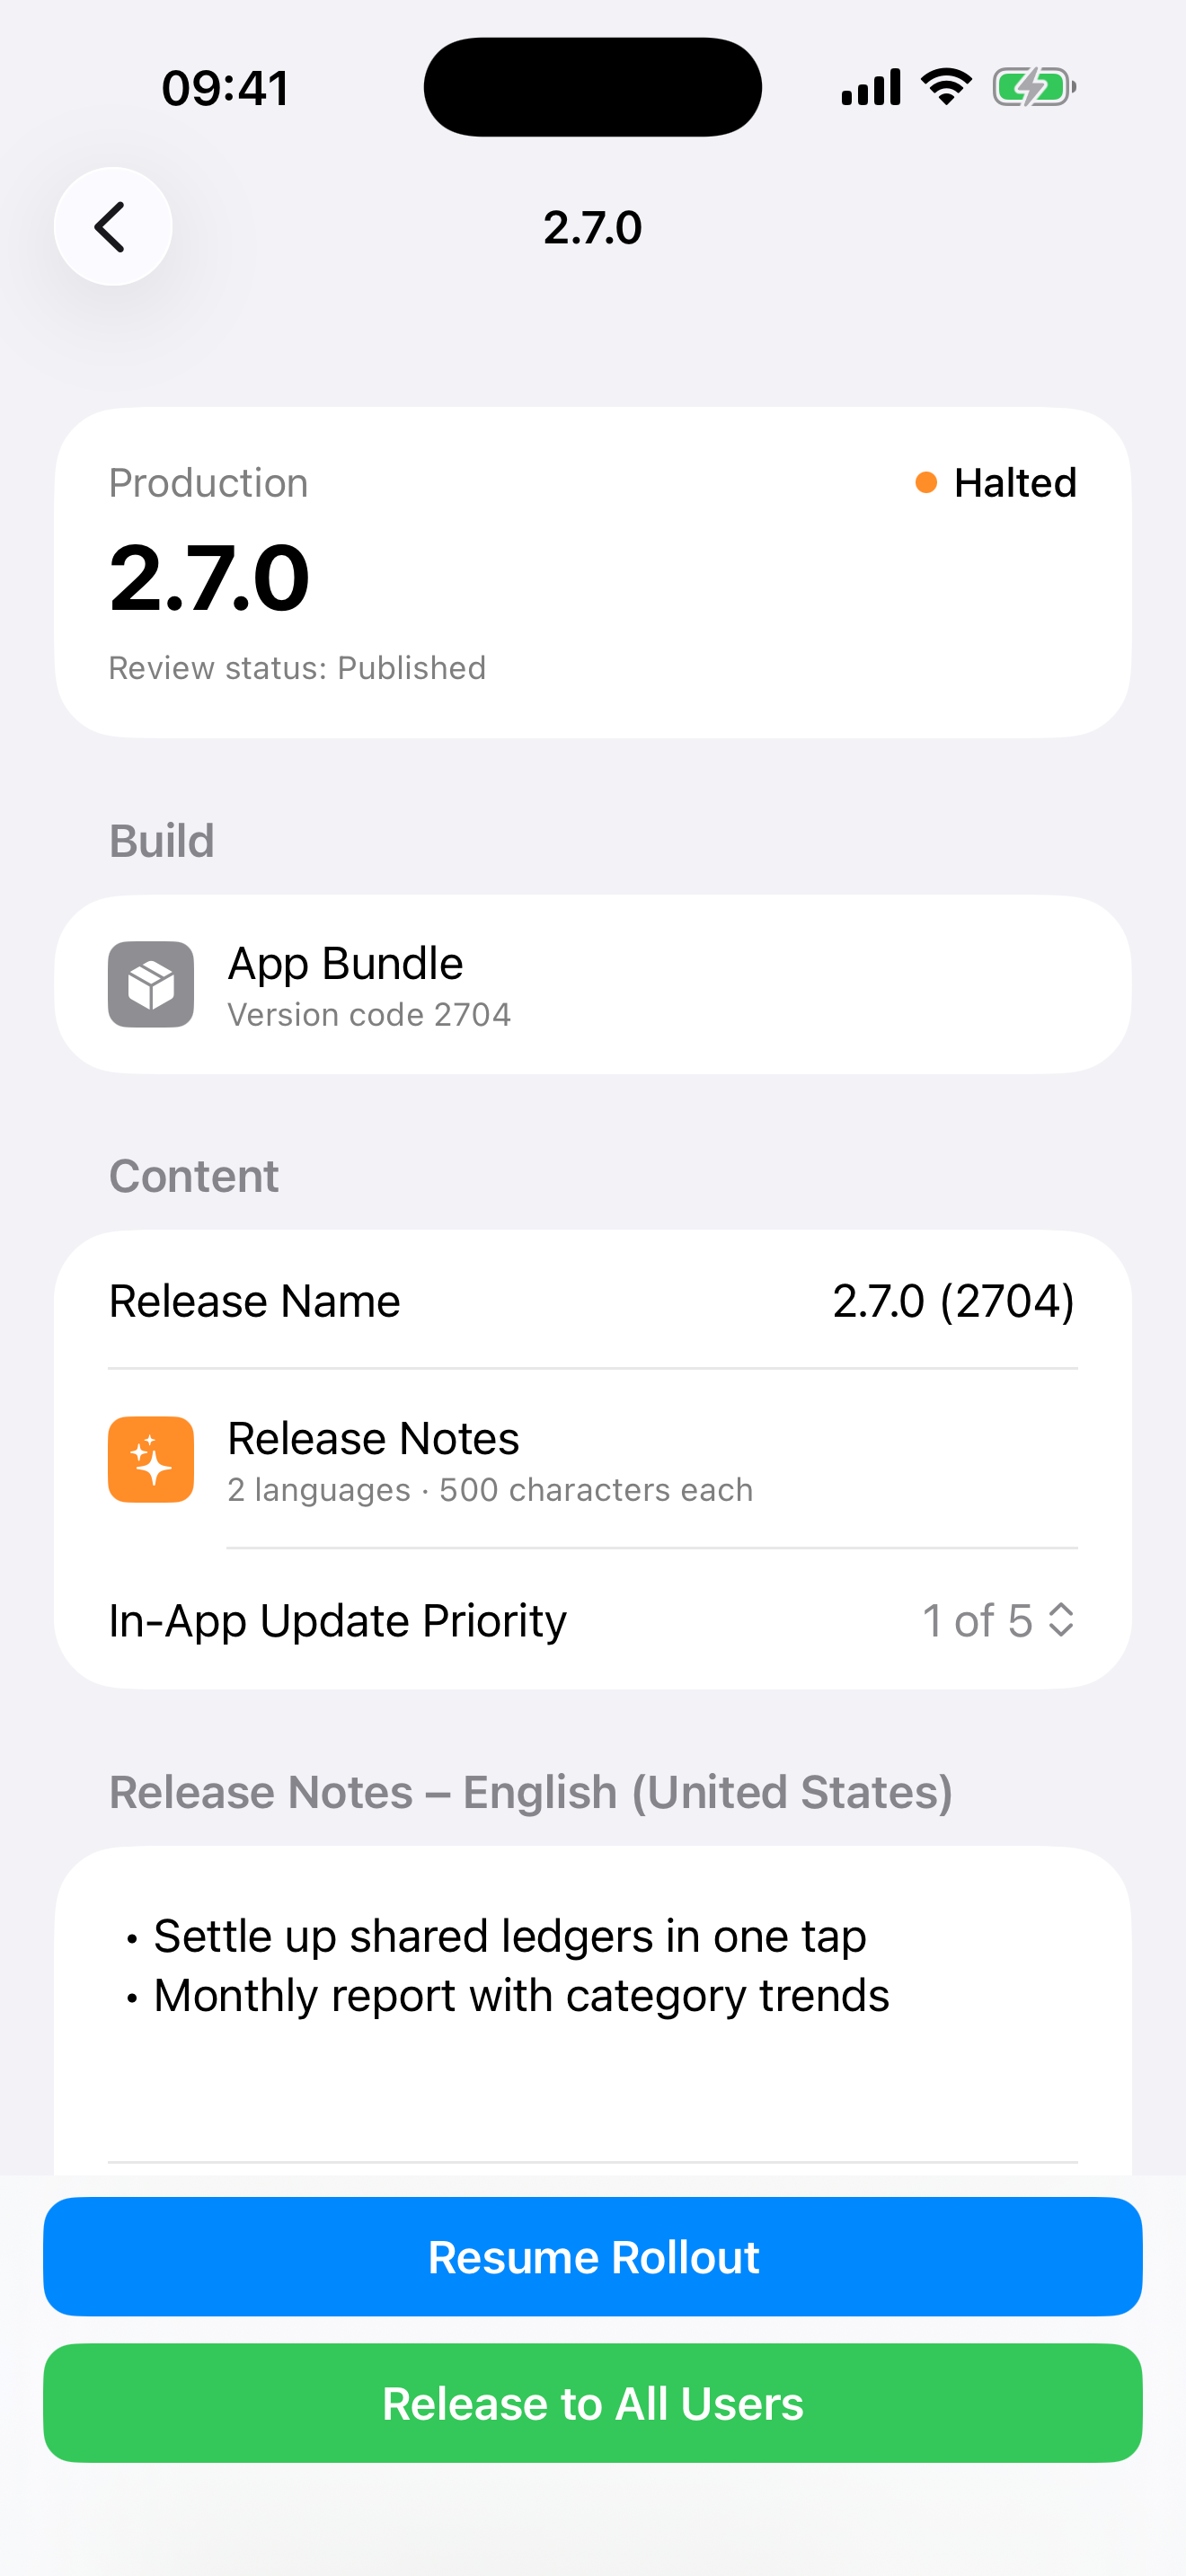 09:41
2.7.0
Production
Halted
2.7.0
Review status: Published
Build
App Bundle
Version code 2704
Content
Release Name
2.7.0 (2704)
Release Notes
2 languages · 500 characters each
In-App Update Priority
1 of 5
Release Notes – English (United States)
• Settle up shared ledgers in one tap
• Monthly report with category trends
Resume Rollout
Release to All Users